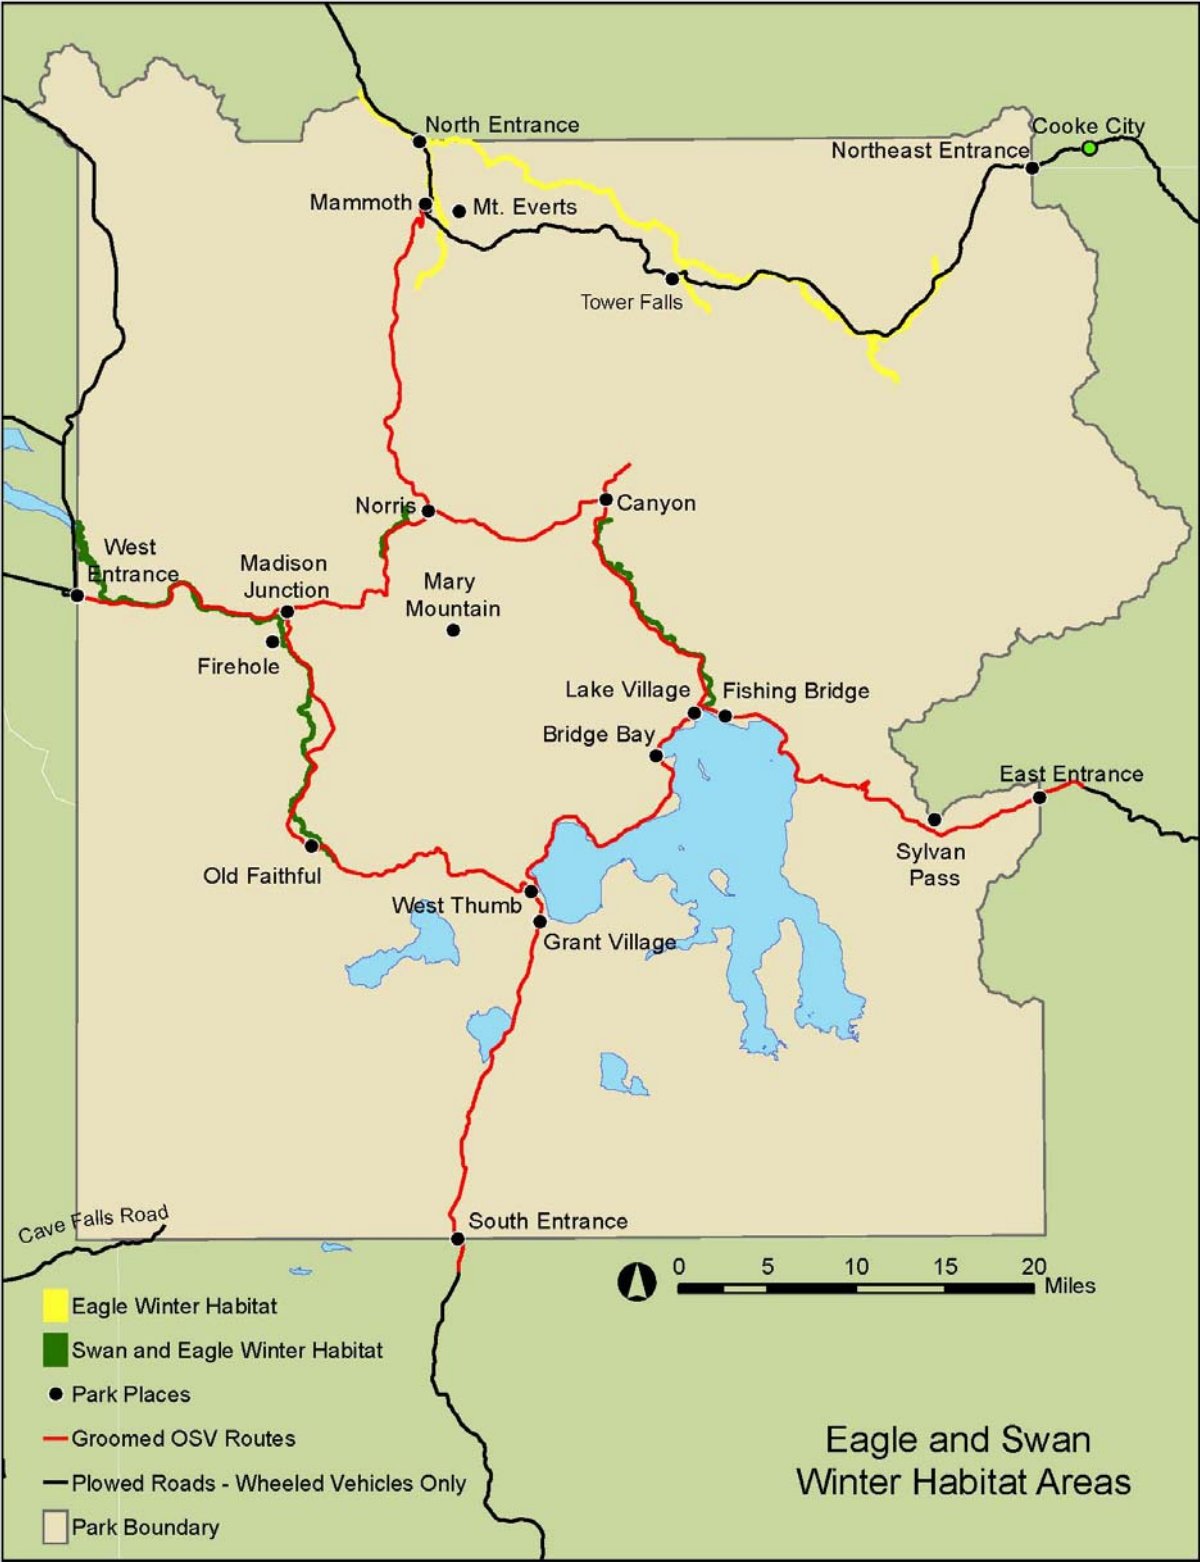 North Entrance
Cooke City
Northeast Entrance
Mammoth
Mt. Everts
Tower Falls
Norris
Canyon
West
Entrance
Madison
Junction
Mary
Mountain
Firehole
Lake Village
Fishing Bridge
Bridge Bay
East Entrance
Sylvan
Pass
Old Faithful
West Thumb
Grant Village
Cave Falls Road
South Entrance
0 5 10 15 20
Miles
Eagle Winter Habitat
Swan and Eagle Winter Habitat
Park Places
Groomed OSV Routes
Plowed Roads - Wheeled Vehicles Only
Park Boundary
Eagle and Swan
Winter Habitat Areas